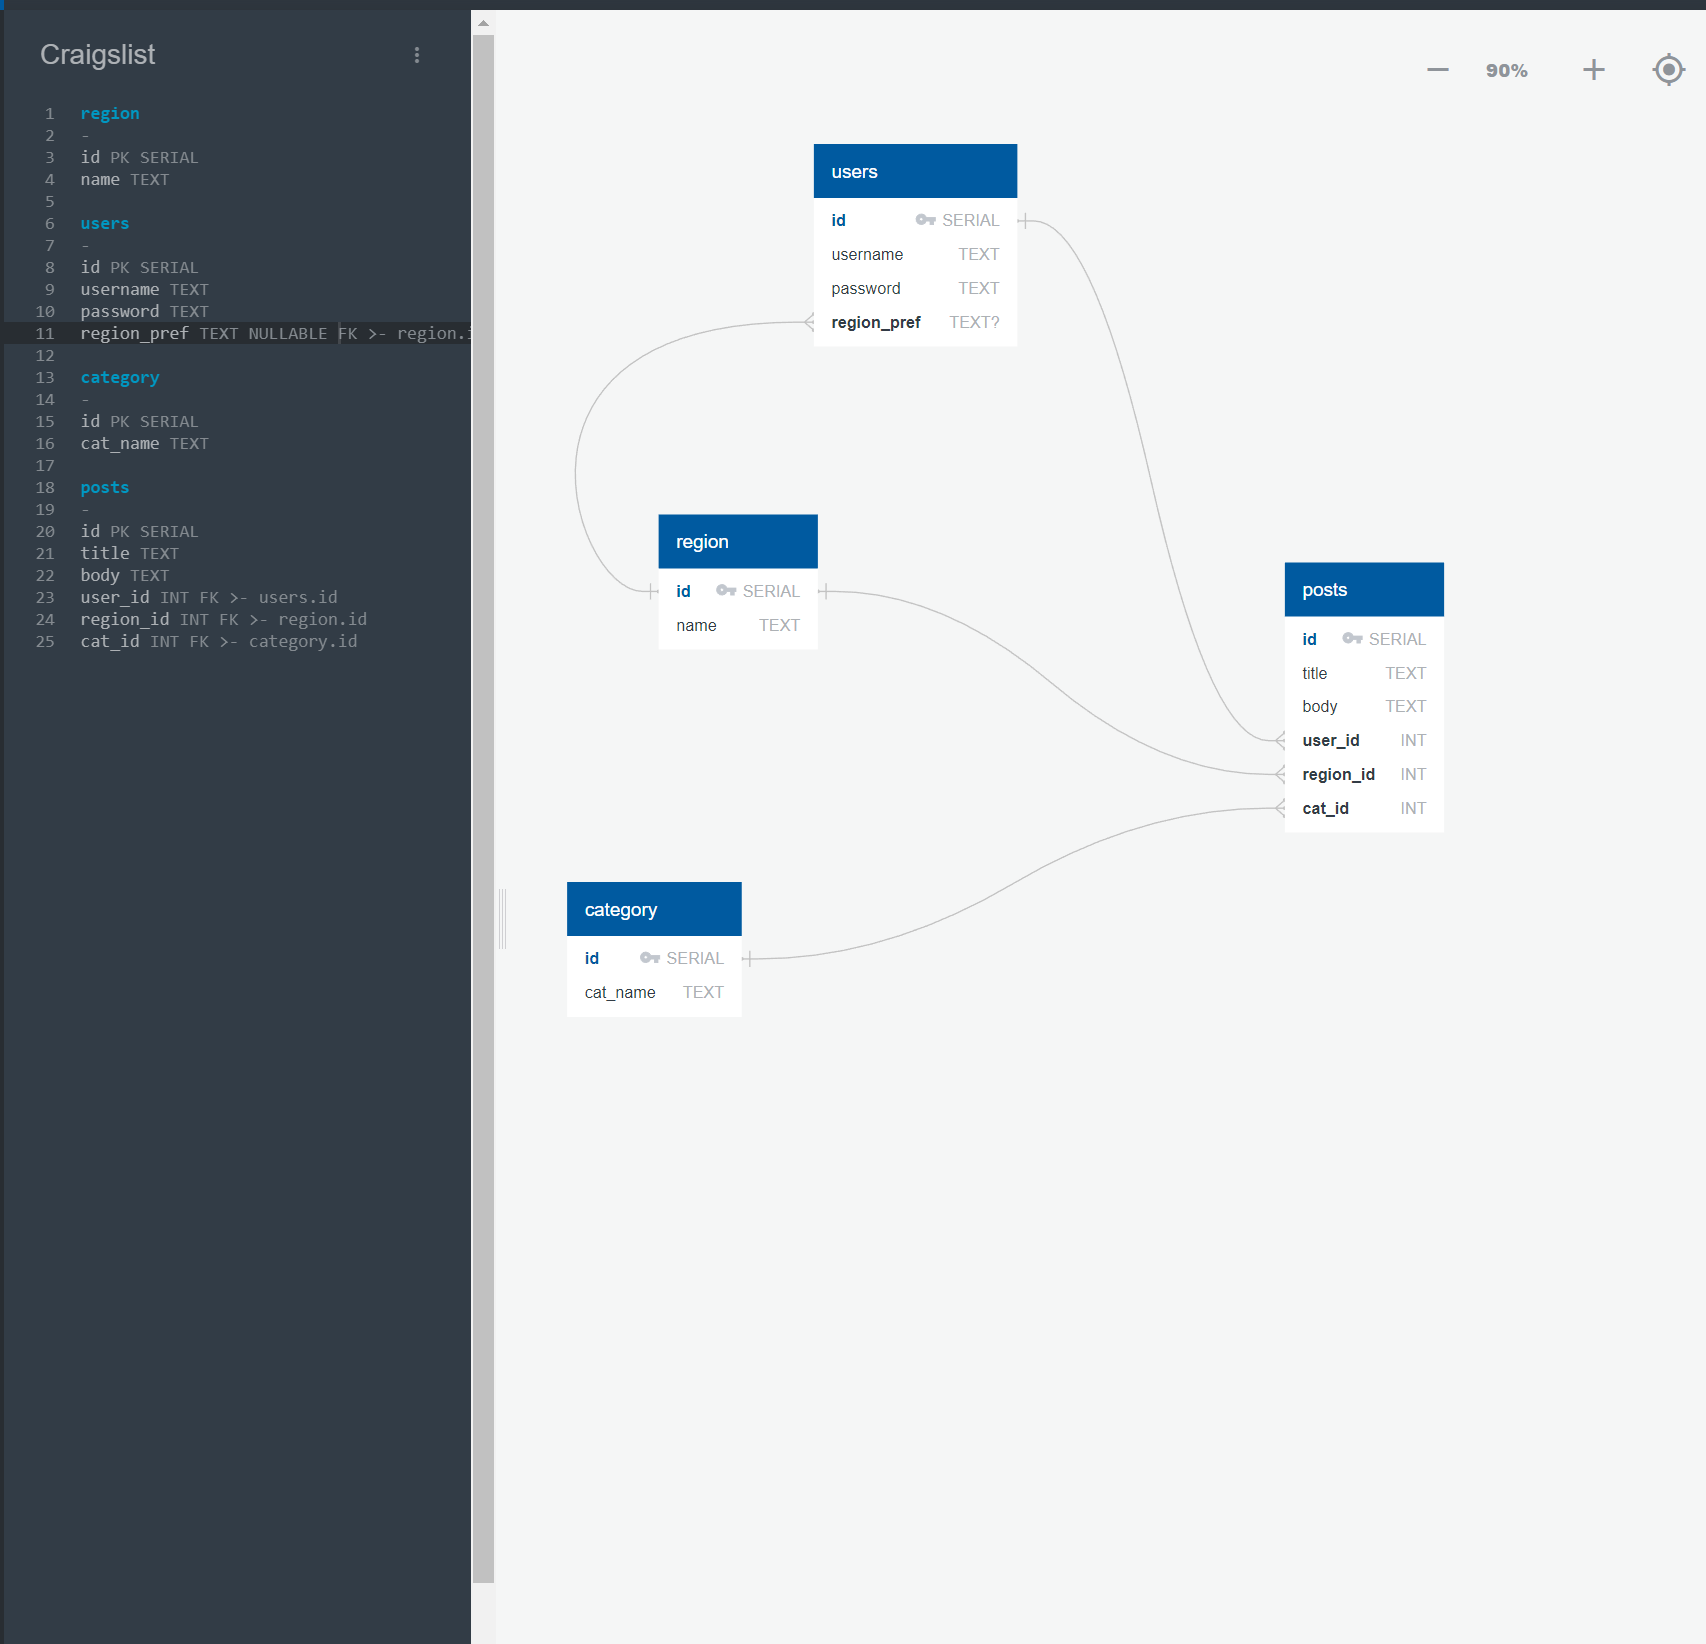 Craigslist
1 region
2 -
3 id PK SERIAL
4 name TEXT
5
6 users
7 -
8 id PK SERIAL
9 username TEXT
10 password TEXT
11 region_pref TEXT NULLABLE FK >- region.i
12
13 category
14 -
15 id PK SERIAL
16 cat_name TEXT
17
18 posts
19 -
20 id PK SERIAL
21 title TEXT
22 body TEXT
23 user_id INT FK >- users.id
24 region_id INT FK >- region.id
25 cat_id INT FK >- category.id
90%
users
id SERIAL
username TEXT
password TEXT
region_pref TEXT?
region
id SERIAL
name TEXT
posts
id SERIAL
title TEXT
body TEXT
user_id INT
region_id INT
cat_id INT
category
id SERIAL
cat_name TEXT